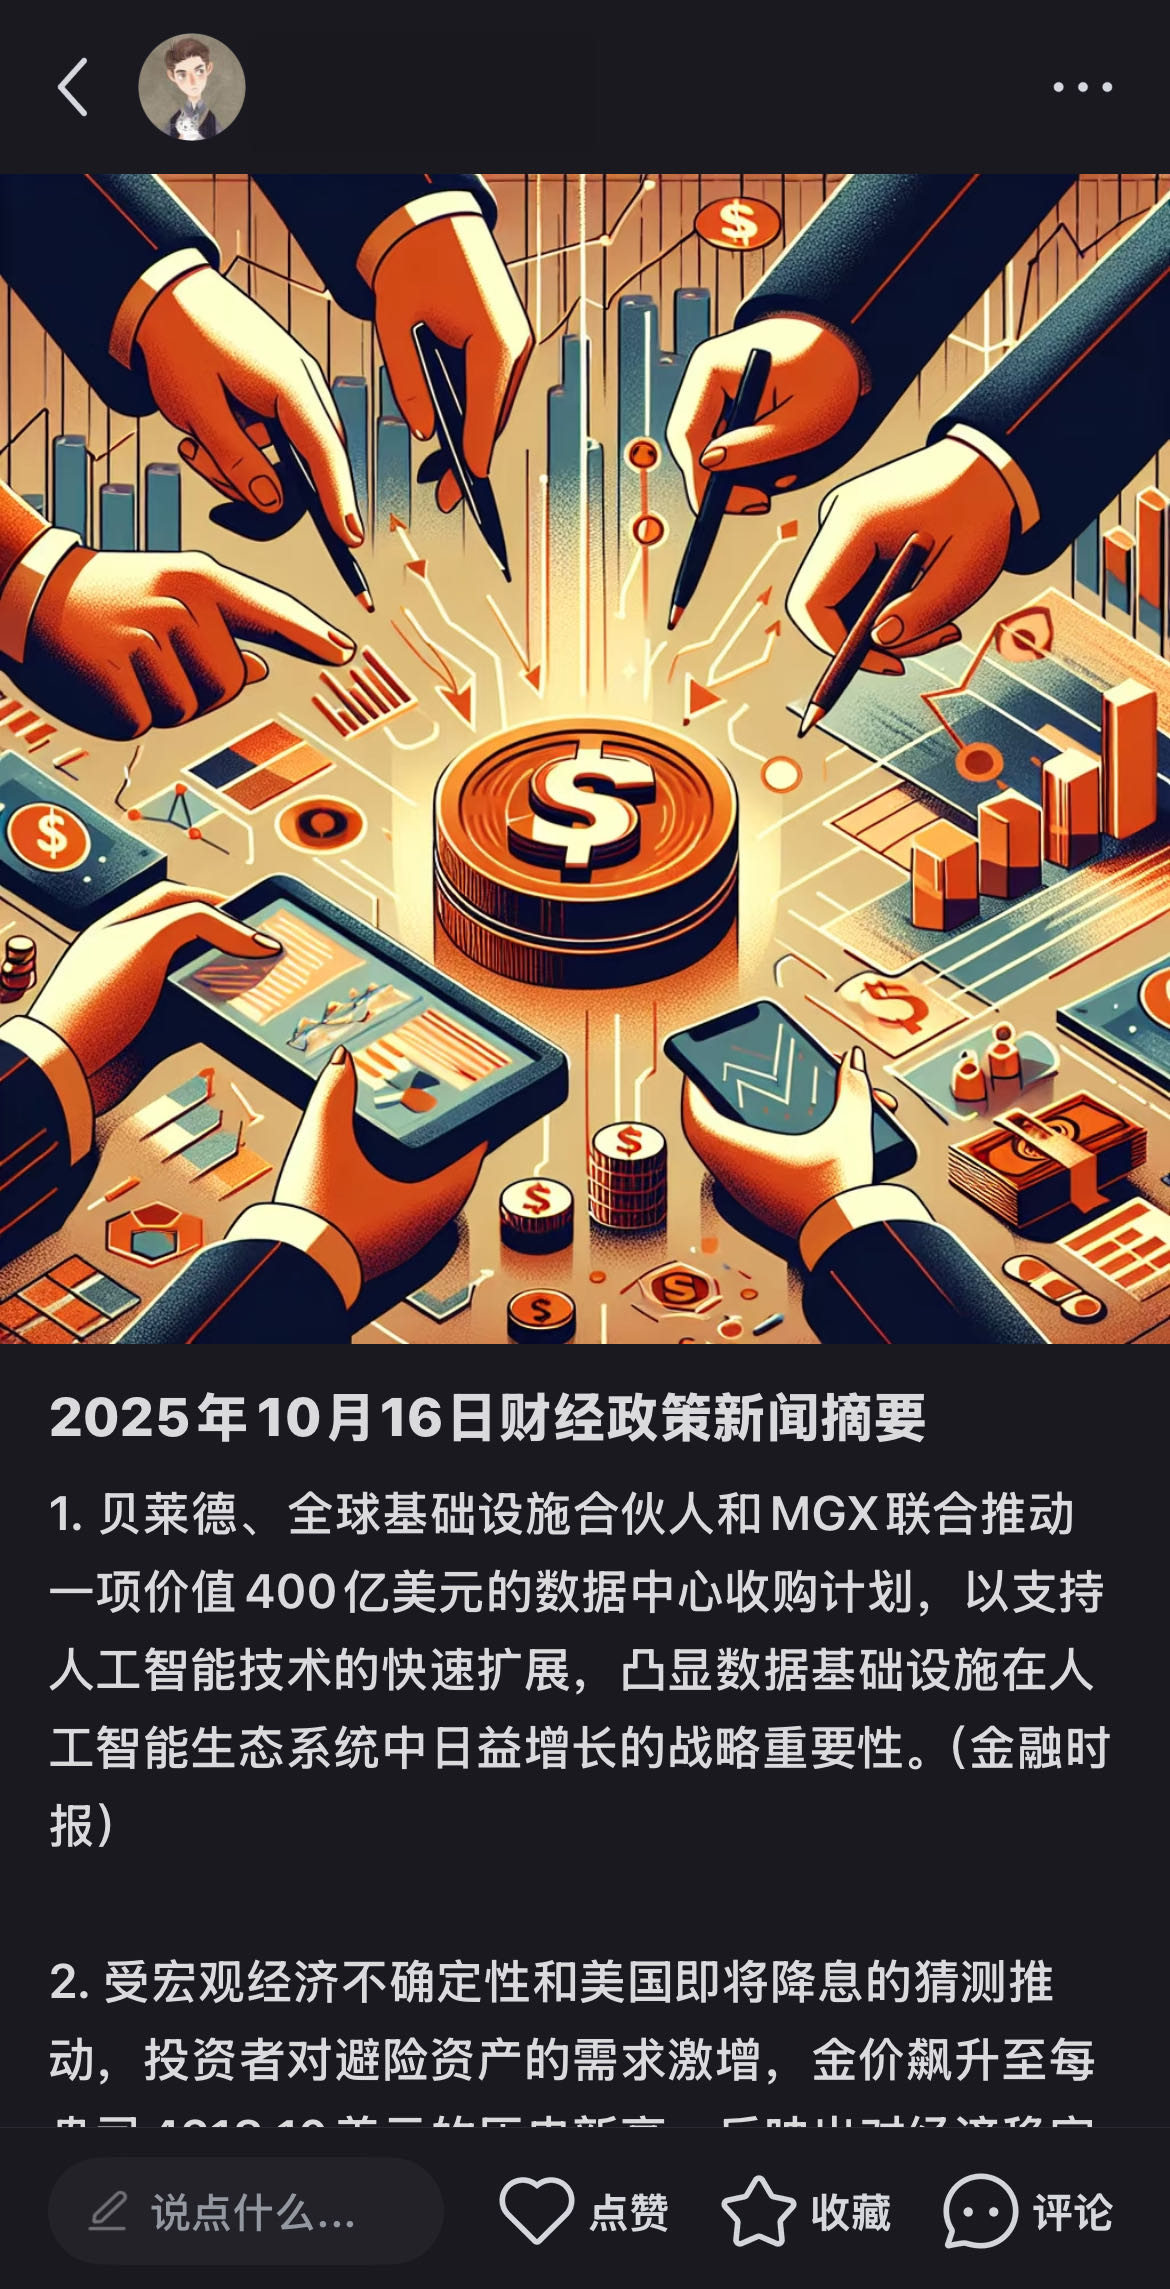 2025年10月16日财经政策新闻摘要
1. 贝莱德、全球基础设施合伙人和MGX联合推动
一项价值400亿美元的数据中心收购计划，以支持
人工智能技术的快速扩展，凸显数据基础设施在人
工智能生态系统中日益增长的战略重要性。（金融时
报）
2. 受宏观经济不确定性和美国即将降息的猜测推
动，投资者对避险资产的需求激增，金价飙升至每
说点什么...
点赞
收藏
评论